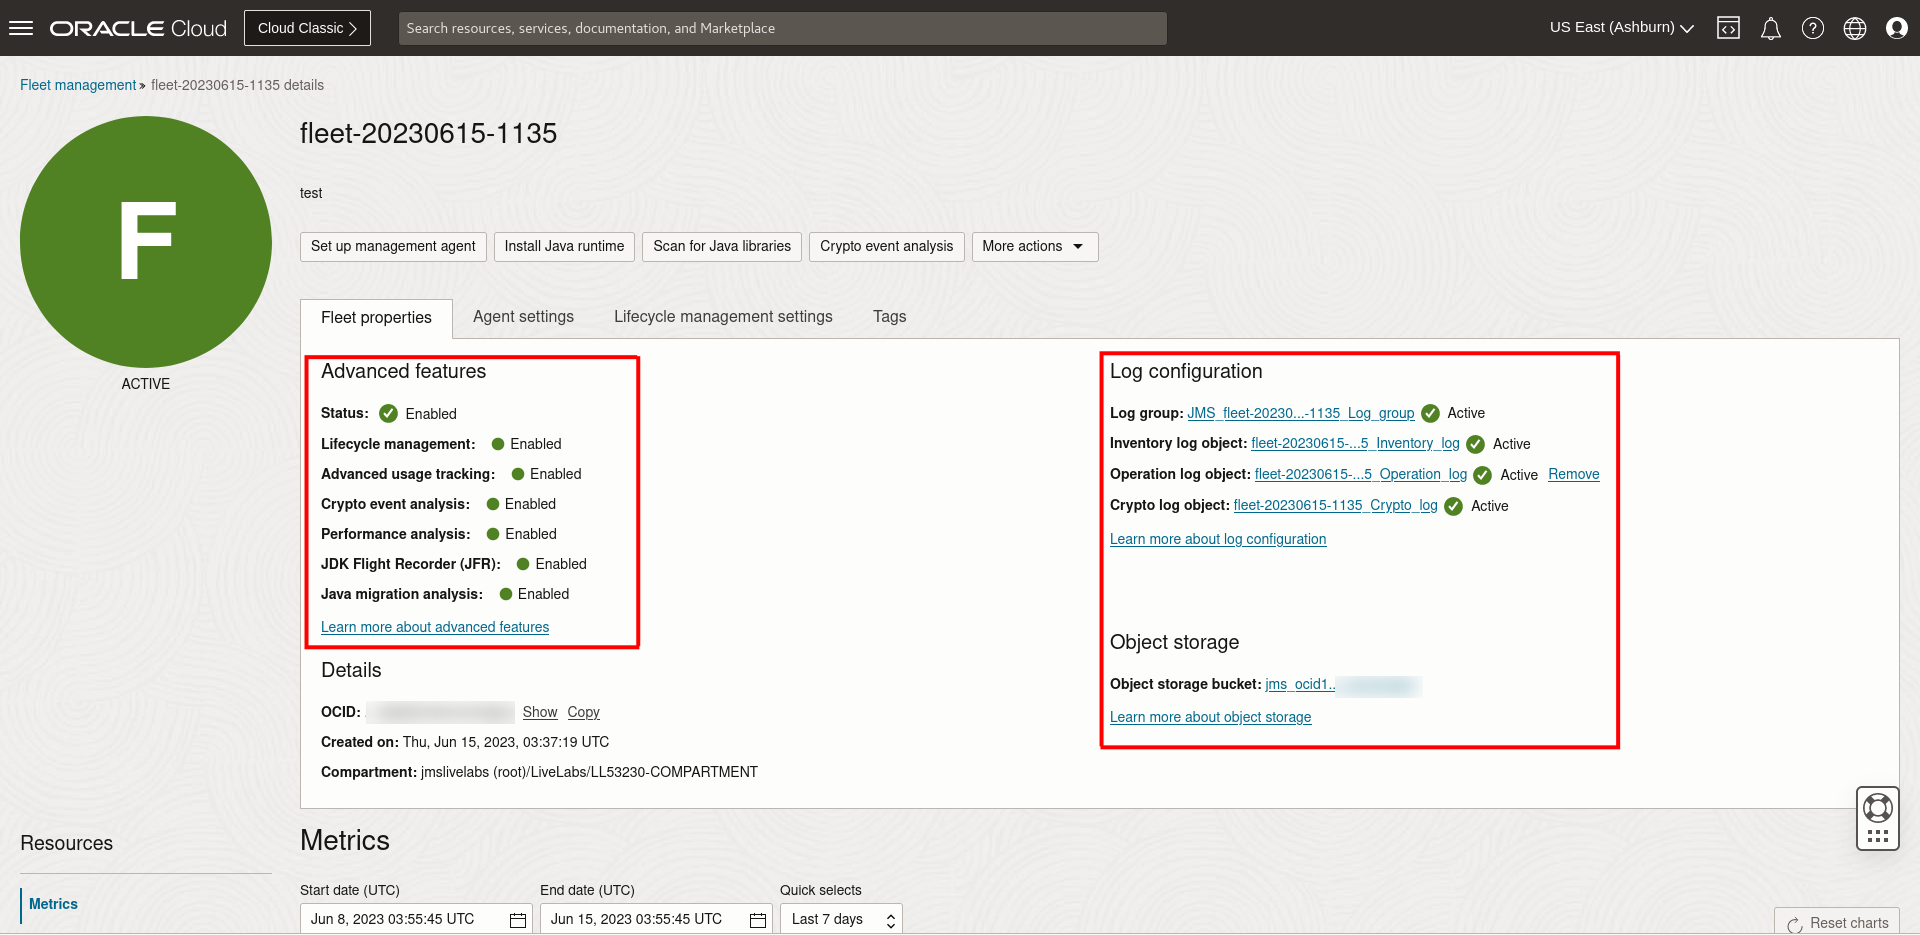 ORACLE Cloud
Cloud Classic
Search resources, services, documentation, and Marketplace
US East (Ashburn)
Fleet management » fleet-20230615-1135 details
F
ACTIVE
fleet-20230615-1135
test
Set up management agent
Install Java runtime
Scan for Java libraries
Crypto event analysis
More actions
Fleet properties
Agent settings
Lifecycle management settings
Tags
Advanced features
Status: Enabled
Lifecycle management: Enabled
Advanced usage tracking: Enabled
Crypto event analysis: Enabled
Performance analysis: Enabled
JDK Flight Recorder (JFR): Enabled
Java migration analysis: Enabled
Learn more about advanced features
Details
OCID: Show Copy
Created on: Thu, Jun 15, 2023, 03:37:19 UTC
Compartment: jmslivelabs (root)/LiveLabs/LL53230-COMPARTMENT
Log configuration
Log group: JMS_fleet-20230...-1135_Log_group Active
Inventory log object: fleet-20230615-...5_Inventory_log Active
Operation log object: fleet-20230615-...5_Operation_log Active Remove
Crypto log object: fleet-20230615-1135_Crypto_log Active
Learn more about log configuration
Object storage
Object storage bucket: jms_ocid1..
Learn more about object storage
Resources
Metrics
Metrics
Start date (UTC)
Jun 8, 2023 03:55:45 UTC
End date (UTC)
Jun 15, 2023 03:55:45 UTC
Quick selects
Last 7 days
Reset charts